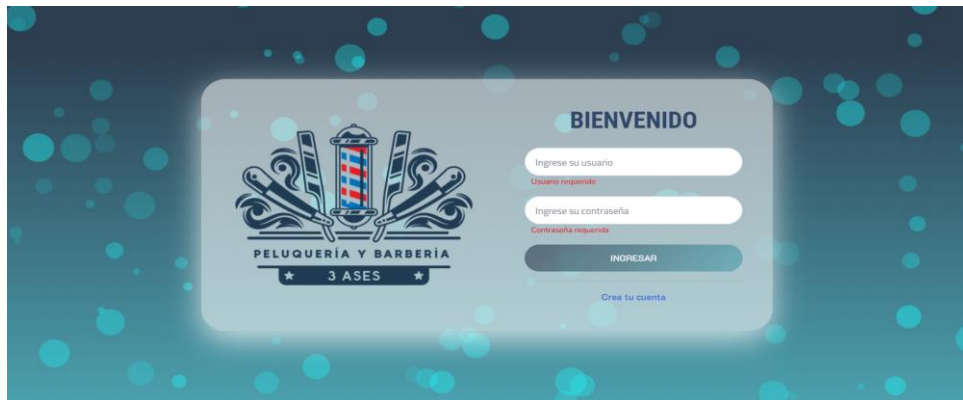 PELUQUERÍA Y BARBERÍA
3 ASES
BIENVENIDO
Ingrese su usuario
Usuario requerido
Ingrese su contraseña
Contraseña requerida
INGRESAR
Crea tu cuenta